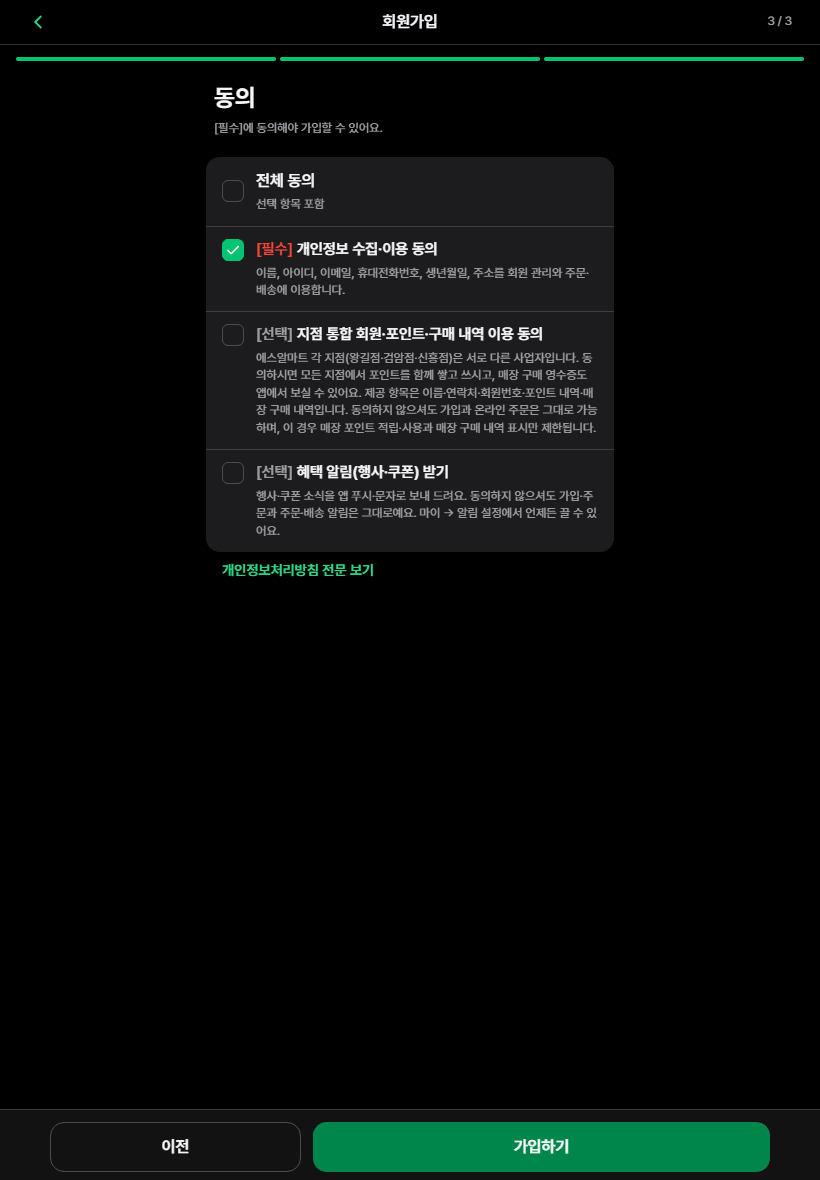 회원가입
3 / 3
동의
[필수]에 동의해야 가입할 수 있어요.
전체 동의
선택 항목 포함
[필수] 개인정보 수집·이용 동의
이름, 아이디, 이메일, 휴대전화번호, 생년월일, 주소를 회원 관리와 주문·
배송에 이용합니다.
[선택] 지점 통합 회원·포인트·구매 내역 이용 동의
에스알마트 각 지점(왕길점·검암점·신흥점)은 서로 다른 사업자입니다. 동
의하시면 모든 지점에서 포인트를 함께 쌓고 쓰시고, 매장 구매 영수증도
앱에서 보실 수 있어요. 제공 항목은 이름·연락처·회원번호·포인트 내역·매
장 구매 내역입니다. 동의하지 않으셔도 가입과 온라인 주문은 그대로 가능
하며, 이 경우 매장 포인트 적립·사용과 매장 구매 내역 표시만 제한됩니다.
[선택] 혜택 알림(행사·쿠폰) 받기
행사·쿠폰 소식을 앱 푸시·문자로 보내 드려요. 동의하지 않으셔도 가입·주
문과 주문·배송 알림은 그대로예요. 마이 → 알림 설정에서 언제든 끌 수 있
어요.
개인정보처리방침 전문 보기
이전
가입하기